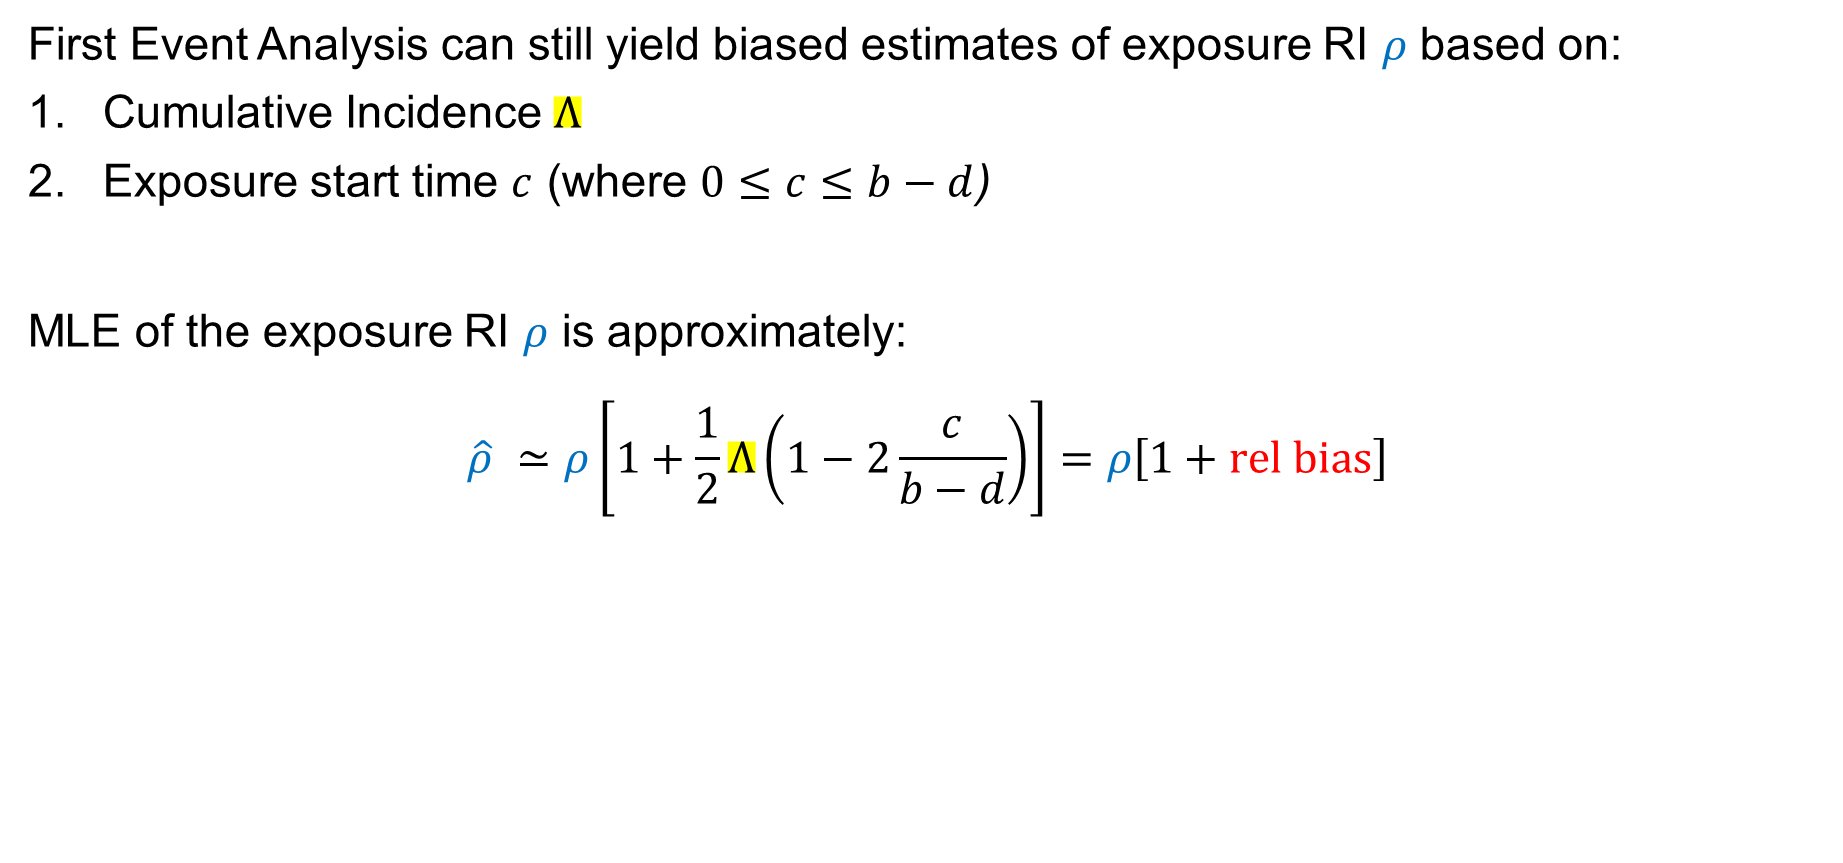 First Event Analysis can still yield biased estimates of exposure RI ρ based on:
1. Cumulative Incidence Λ
2. Exposure start time c (where 0 ≤ c ≤ b − d)
MLE of the exposure RI ρ is approximately:
ρ̂ ≃ ρ[1 + 1/2 Λ(1 − 2 c/(b − d))] = ρ[1 + rel bias]